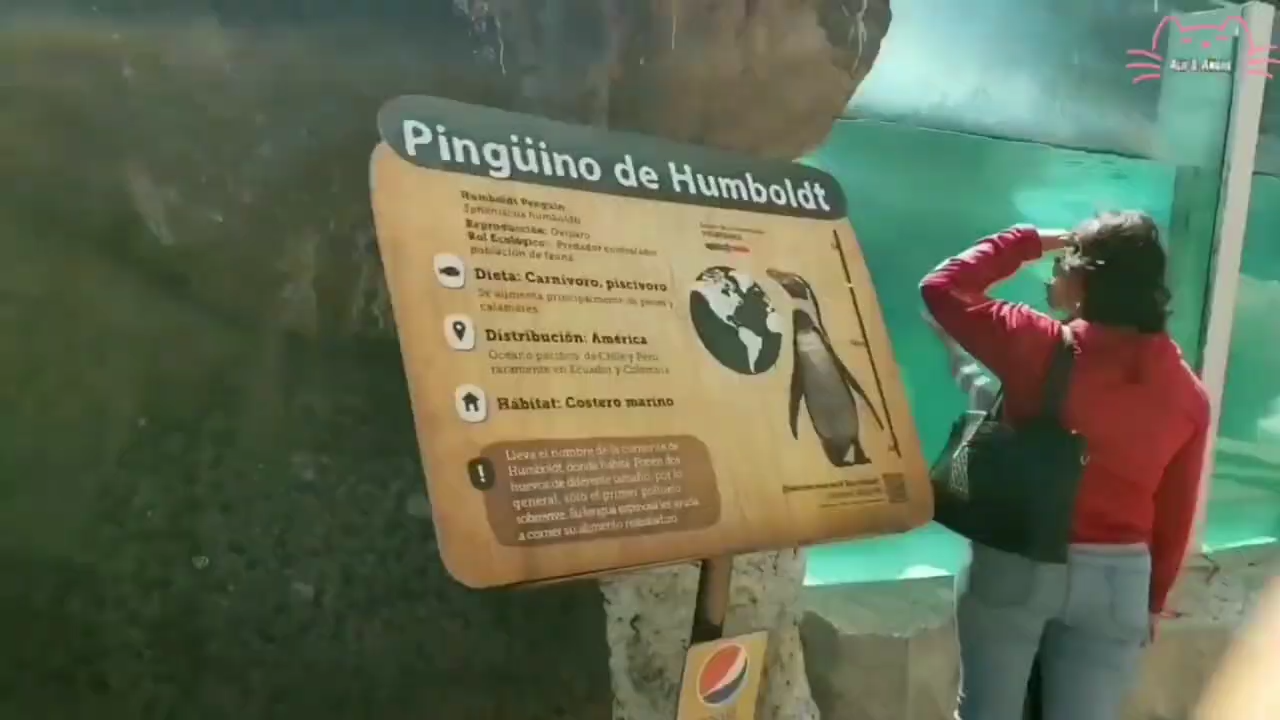 Pingüino de Humboldt
Humboldt Penguin
Spheniscus humboldti
Reproducción: Ovíparo
Rol Ecológico: Predador controlador
población de fauna.
Dieta: Carnívoro, piscívoro
Se alimenta principalmente de peces y
calamares
Distribución: América
Océano pacífico de Chile y Perú,
raramente en Ecuador y Colombia
Hábitat: Costero marino
Lleva el nombre de la corriente de
Humboldt, donde habita. Ponen dos
huevos de diferente tamaño, por lo
general, sólo el primer polluelo
sobrevive. Su lengua espinosa les ayuda
a comer su alimento resbaladizo